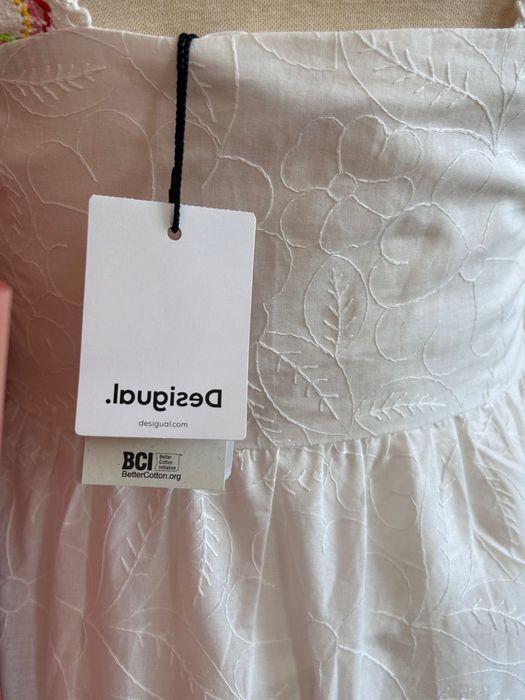 Desigual.
desigual.com
BCI Better
Cotton
Initiative
BetterCotton.org